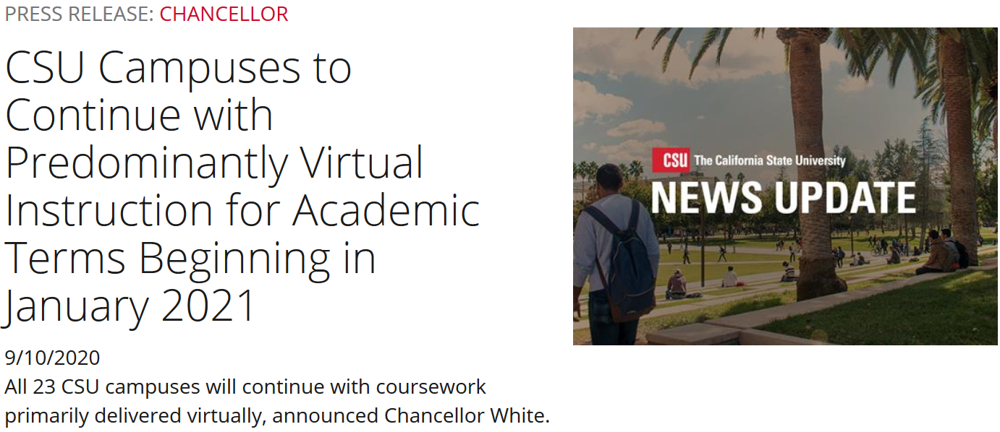 PRESS RELEASE: CHANCELLOR
CSU Campuses to
Continue with
Predominantly Virtual
Instruction for Academic
Terms Beginning in
January 2021
9/10/2020
All 23 CSU campuses will continue with coursework
primarily delivered virtually, announced Chancellor White.
CSU The California State University
NEWS UPDATE